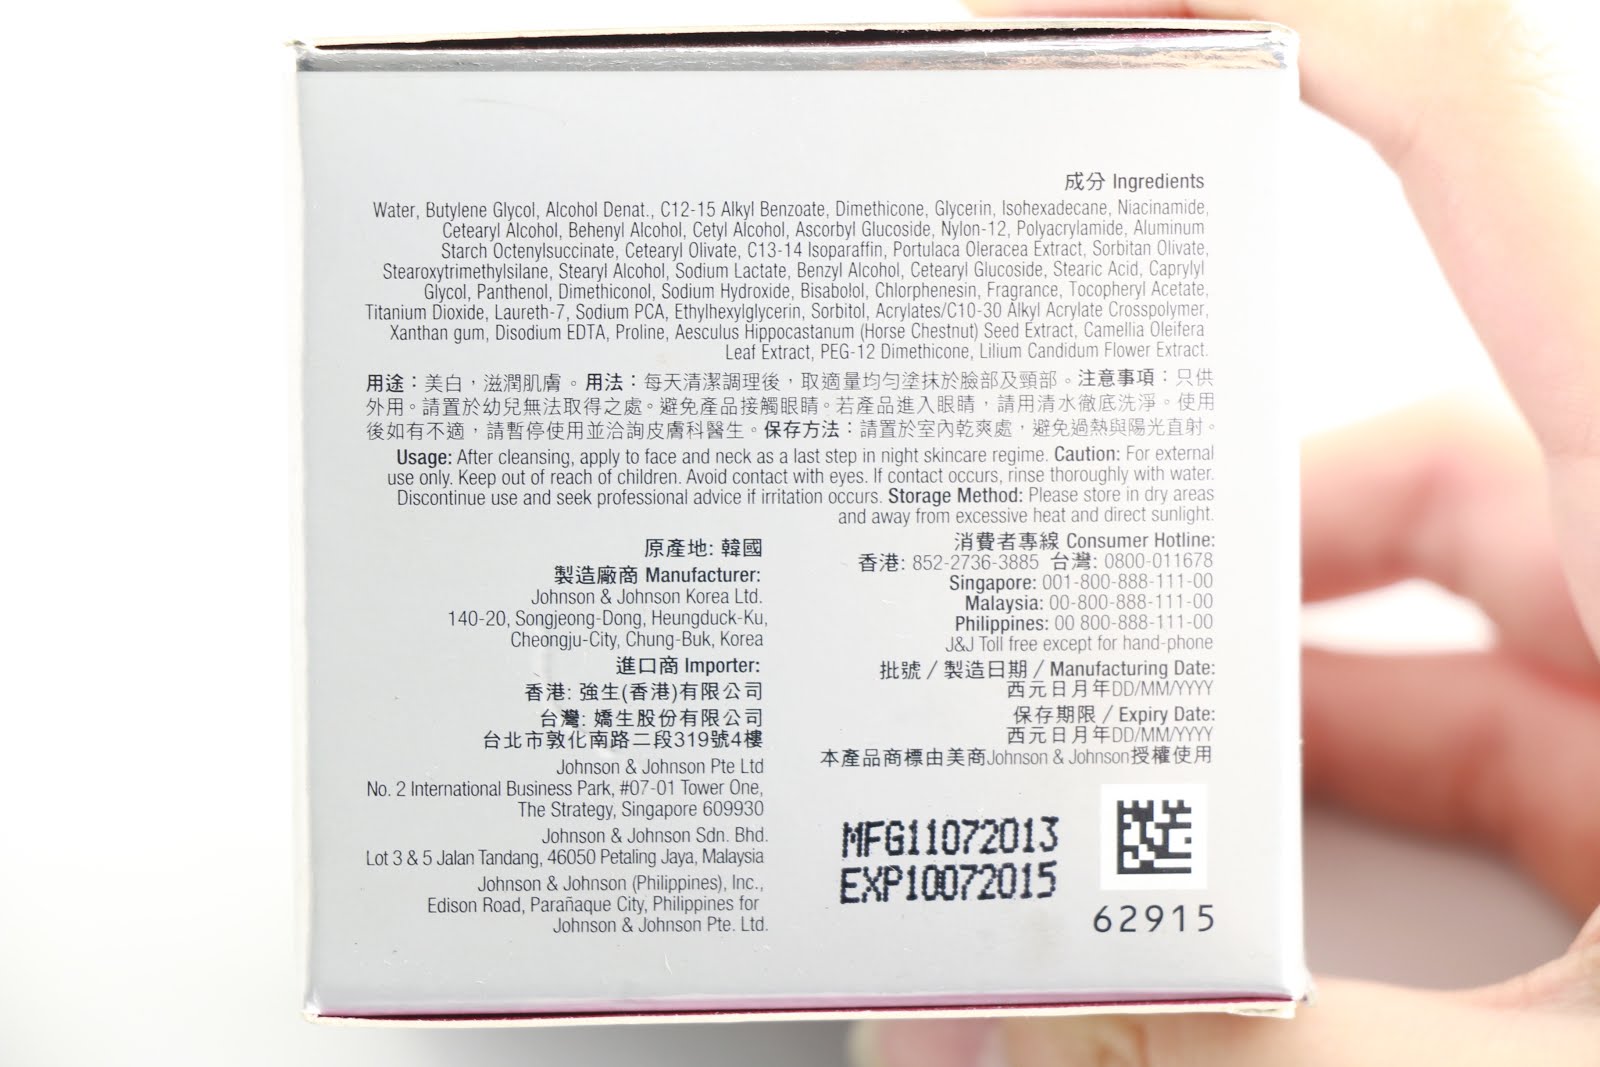 成分 Ingredients
Water, Butylene Glycol, Alcohol Denat., C12-15 Alkyl Benzoate, Dimethicone, Glycerin, Isohexadecane, Niacinamide,
Cetearyl Alcohol, Behenyl Alcohol, Cetyl Alcohol, Ascorbyl Glucoside, Nylon-12, Polyacrylamide, Aluminum
Starch Octenylsuccinate, Cetearyl Olivate, C13-14 Isoparaffin, Portulaca Oleracea Extract, Sorbitan Olivate,
Stearoxytrimethylsilane, Stearyl Alcohol, Sodium Lactate, Benzyl Alcohol, Cetearyl Glucoside, Stearic Acid, Caprylyl
Glycol, Panthenol, Dimethiconol, Sodium Hydroxide, Bisabolol, Chlorphenesin, Fragrance, Tocopheryl Acetate,
Titanium Dioxide, Laureth-7, Sodium PCA, Ethylhexylglycerin, Sorbitol, Acrylates/C10-30 Alkyl Acrylate Crosspolymer,
Xanthan gum, Disodium EDTA, Proline, Aesculus Hippocastanum (Horse Chestnut) Seed Extract, Camellia Oleifera
Leaf Extract, PEG-12 Dimethicone, Lilium Candidum Flower Extract.
用途：美白，滋潤肌膚。用法：每天清潔調理後，取適量均勻塗抹於臉部及頸部。注意事項：只供
外用。請置於幼兒無法取得之處。避免產品接觸眼睛。若產品進入眼睛，請用清水徹底洗淨。使用
後如有不適，請暫停使用並洽詢皮膚科醫生。保存方法：請置於室內乾爽處，避免過熱與陽光直射。
Usage: After cleansing, apply to face and neck as a last step in night skincare regime. Caution: For external
use only. Keep out of reach of children. Avoid contact with eyes. If contact occurs, rinse thoroughly with water.
Discontinue use and seek professional advice if irritation occurs. Storage Method: Please store in dry areas
and away from excessive heat and direct sunlight.
原產地: 韓國
製造廠商 Manufacturer:
Johnson & Johnson Korea Ltd.
140-20, Songjeong-Dong, Heungduck-Ku,
Cheongju-City, Chung-Buk, Korea
進口商 Importer:
香港: 強生(香港)有限公司
台灣: 嬌生股份有限公司
台北市敦化南路二段319號4樓
Johnson & Johnson Pte Ltd
No. 2 International Business Park, #07-01 Tower One,
The Strategy, Singapore 609930
Johnson & Johnson Sdn. Bhd.
Lot 3 & 5 Jalan Tandang, 46050 Petaling Jaya, Malaysia
Johnson & Johnson (Philippines), Inc.,
Edison Road, Parañaque City, Philippines for
Johnson & Johnson Pte. Ltd.
消費者專線 Consumer Hotline:
香港: 852-2736-3885 台灣: 0800-011678
Singapore: 001-800-888-111-00
Malaysia: 00-800-888-111-00
Philippines: 00 800-888-111-00
J&J Toll free except for hand-phone
批號 / 製造日期 / Manufacturing Date:
西元日月年DD/MM/YYYY
保存期限 / Expiry Date:
西元日月年DD/MM/YYYY
本產品商標由美商Johnson & Johnson授權使用
MFG11072013
EXP10072015
62915